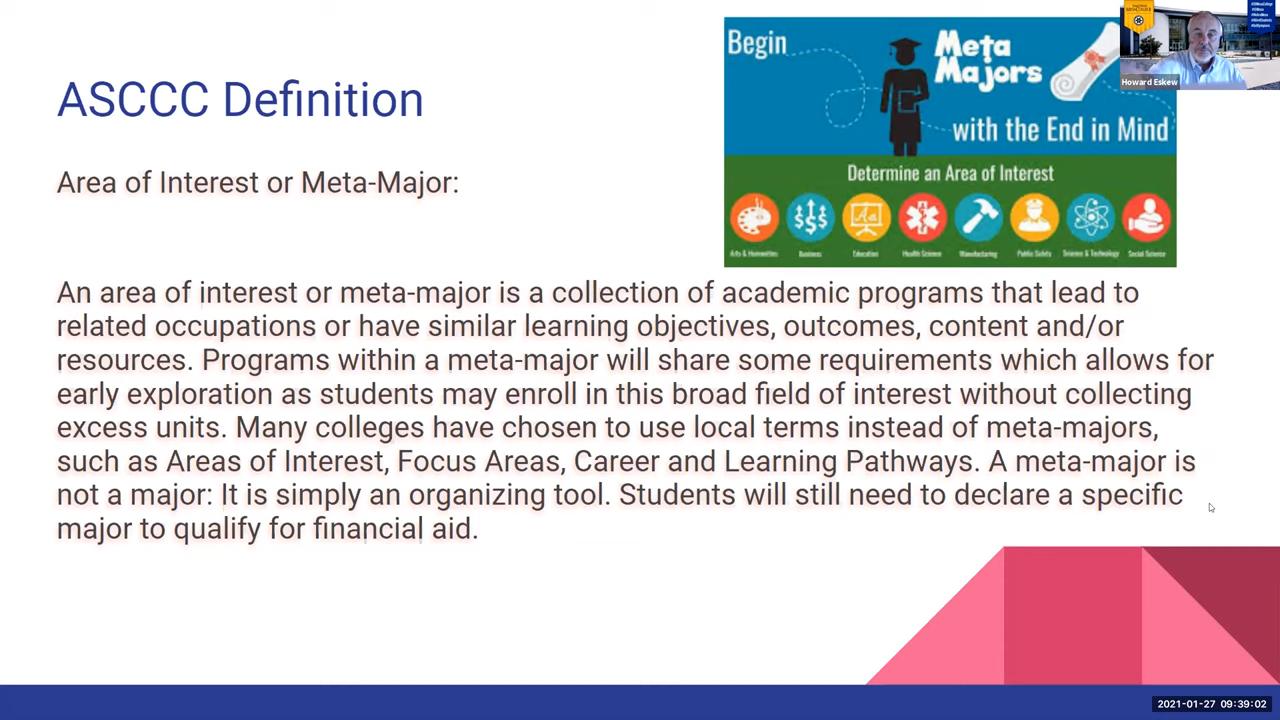 ASCCC Definition
Area of Interest or Meta-Major:
Begin
Meta
Majors
with the End in Mind
Determine an Area of Interest
Aa
Arts & Humanities
Business
Education
Health Science
Manufacturing
Public Safety
Science & Technology
Social Science
Howard Eskew
An area of interest or meta-major is a collection of academic programs that lead to
related occupations or have similar learning objectives, outcomes, content and/or
resources. Programs within a meta-major will share some requirements which allows for
early exploration as students may enroll in this broad field of interest without collecting
excess units. Many colleges have chosen to use local terms instead of meta-majors,
such as Areas of Interest, Focus Areas, Career and Learning Pathways. A meta-major is
not a major: It is simply an organizing tool. Students will still need to declare a specific
major to qualify for financial aid.
2021-01-27 09:39:02